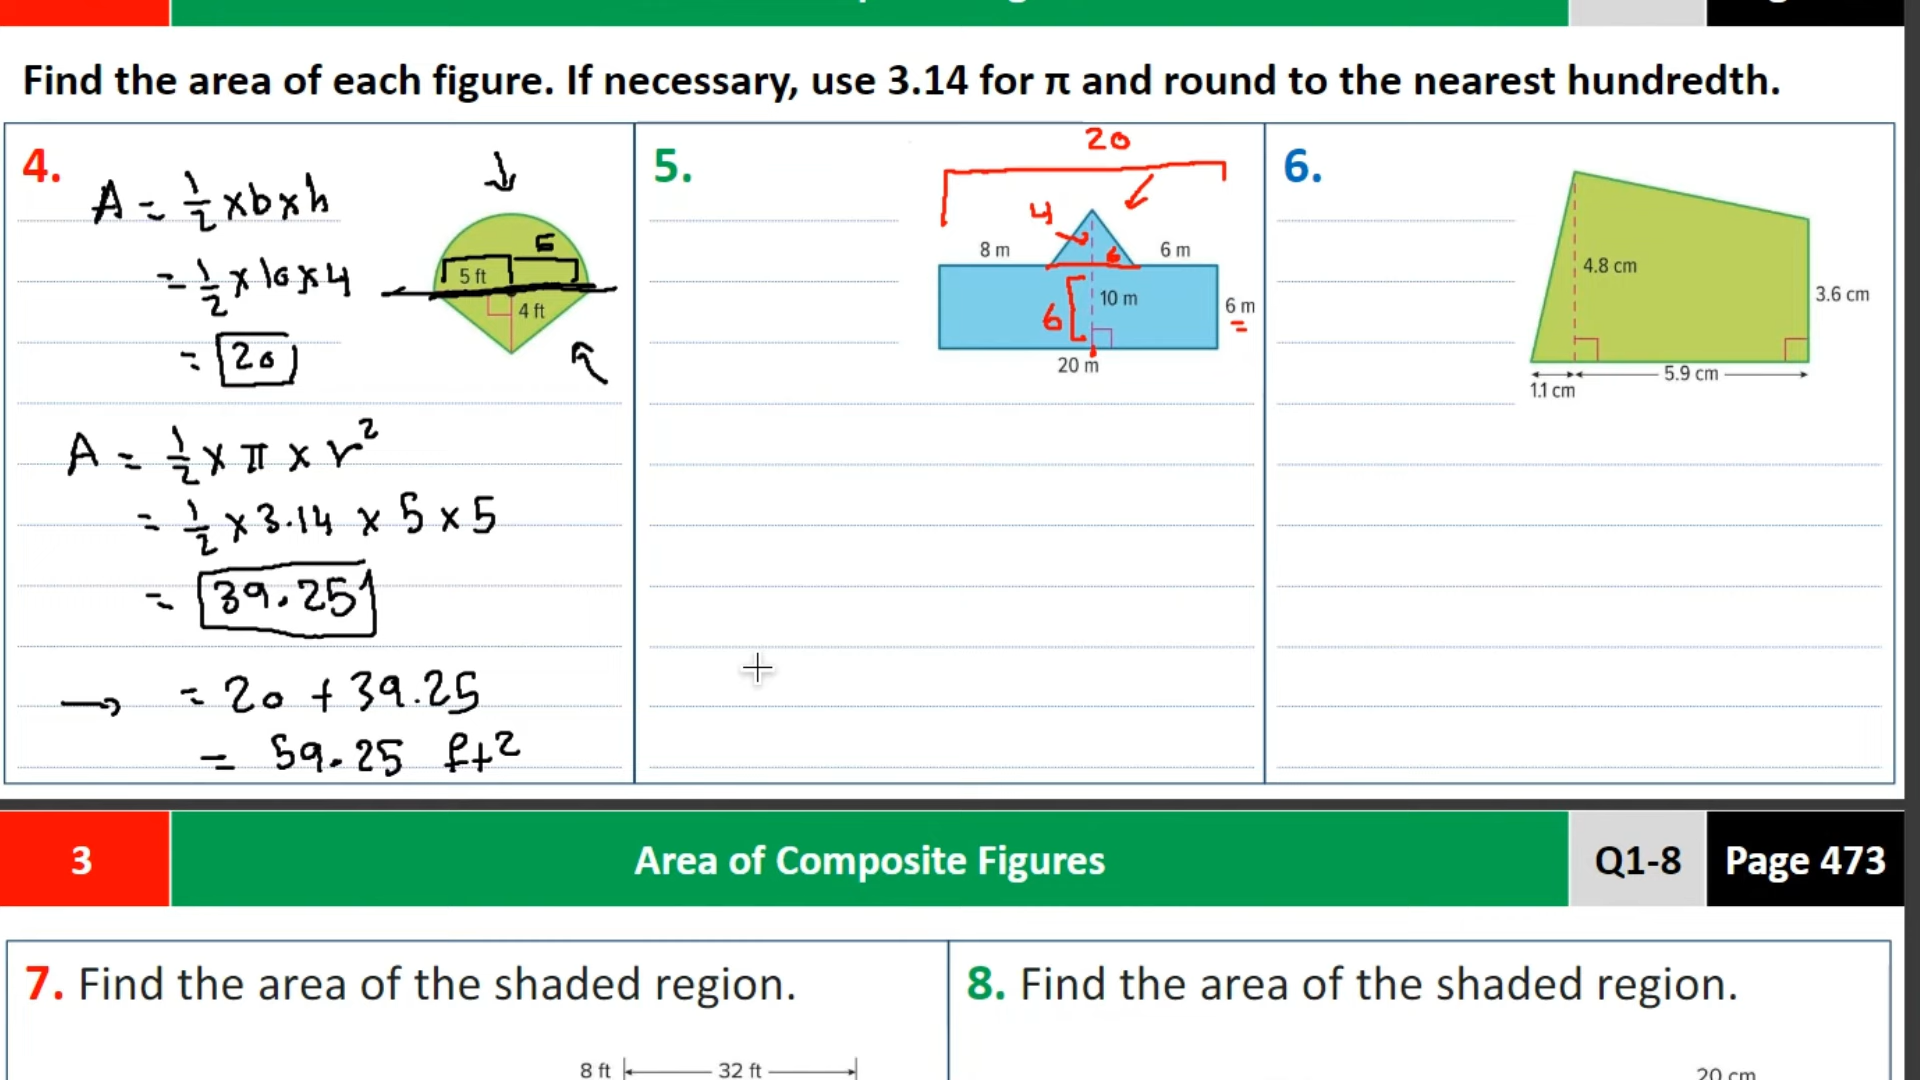 Find the area of each figure. If necessary, use 3.14 for π and round to the nearest hundredth.
4.
A = 1/2 x b x h
= 1/2 x 10 x 4
= 20
5
5 ft
4 ft
A = 1/2 x π x r²
= 1/2 x 3.14 x 5 x 5
= 39.25
→ = 20 + 39.25
= 59.25 ft²
5.
20
4
8 m
6
6 m
6
10 m
6 m
20 m
6.
4.8 cm
3.6 cm
5.9 cm
1.1 cm
3
Area of Composite Figures
Q1-8
Page 473
7. Find the area of the shaded region.
8 ft
32 ft
8. Find the area of the shaded region.
20 cm